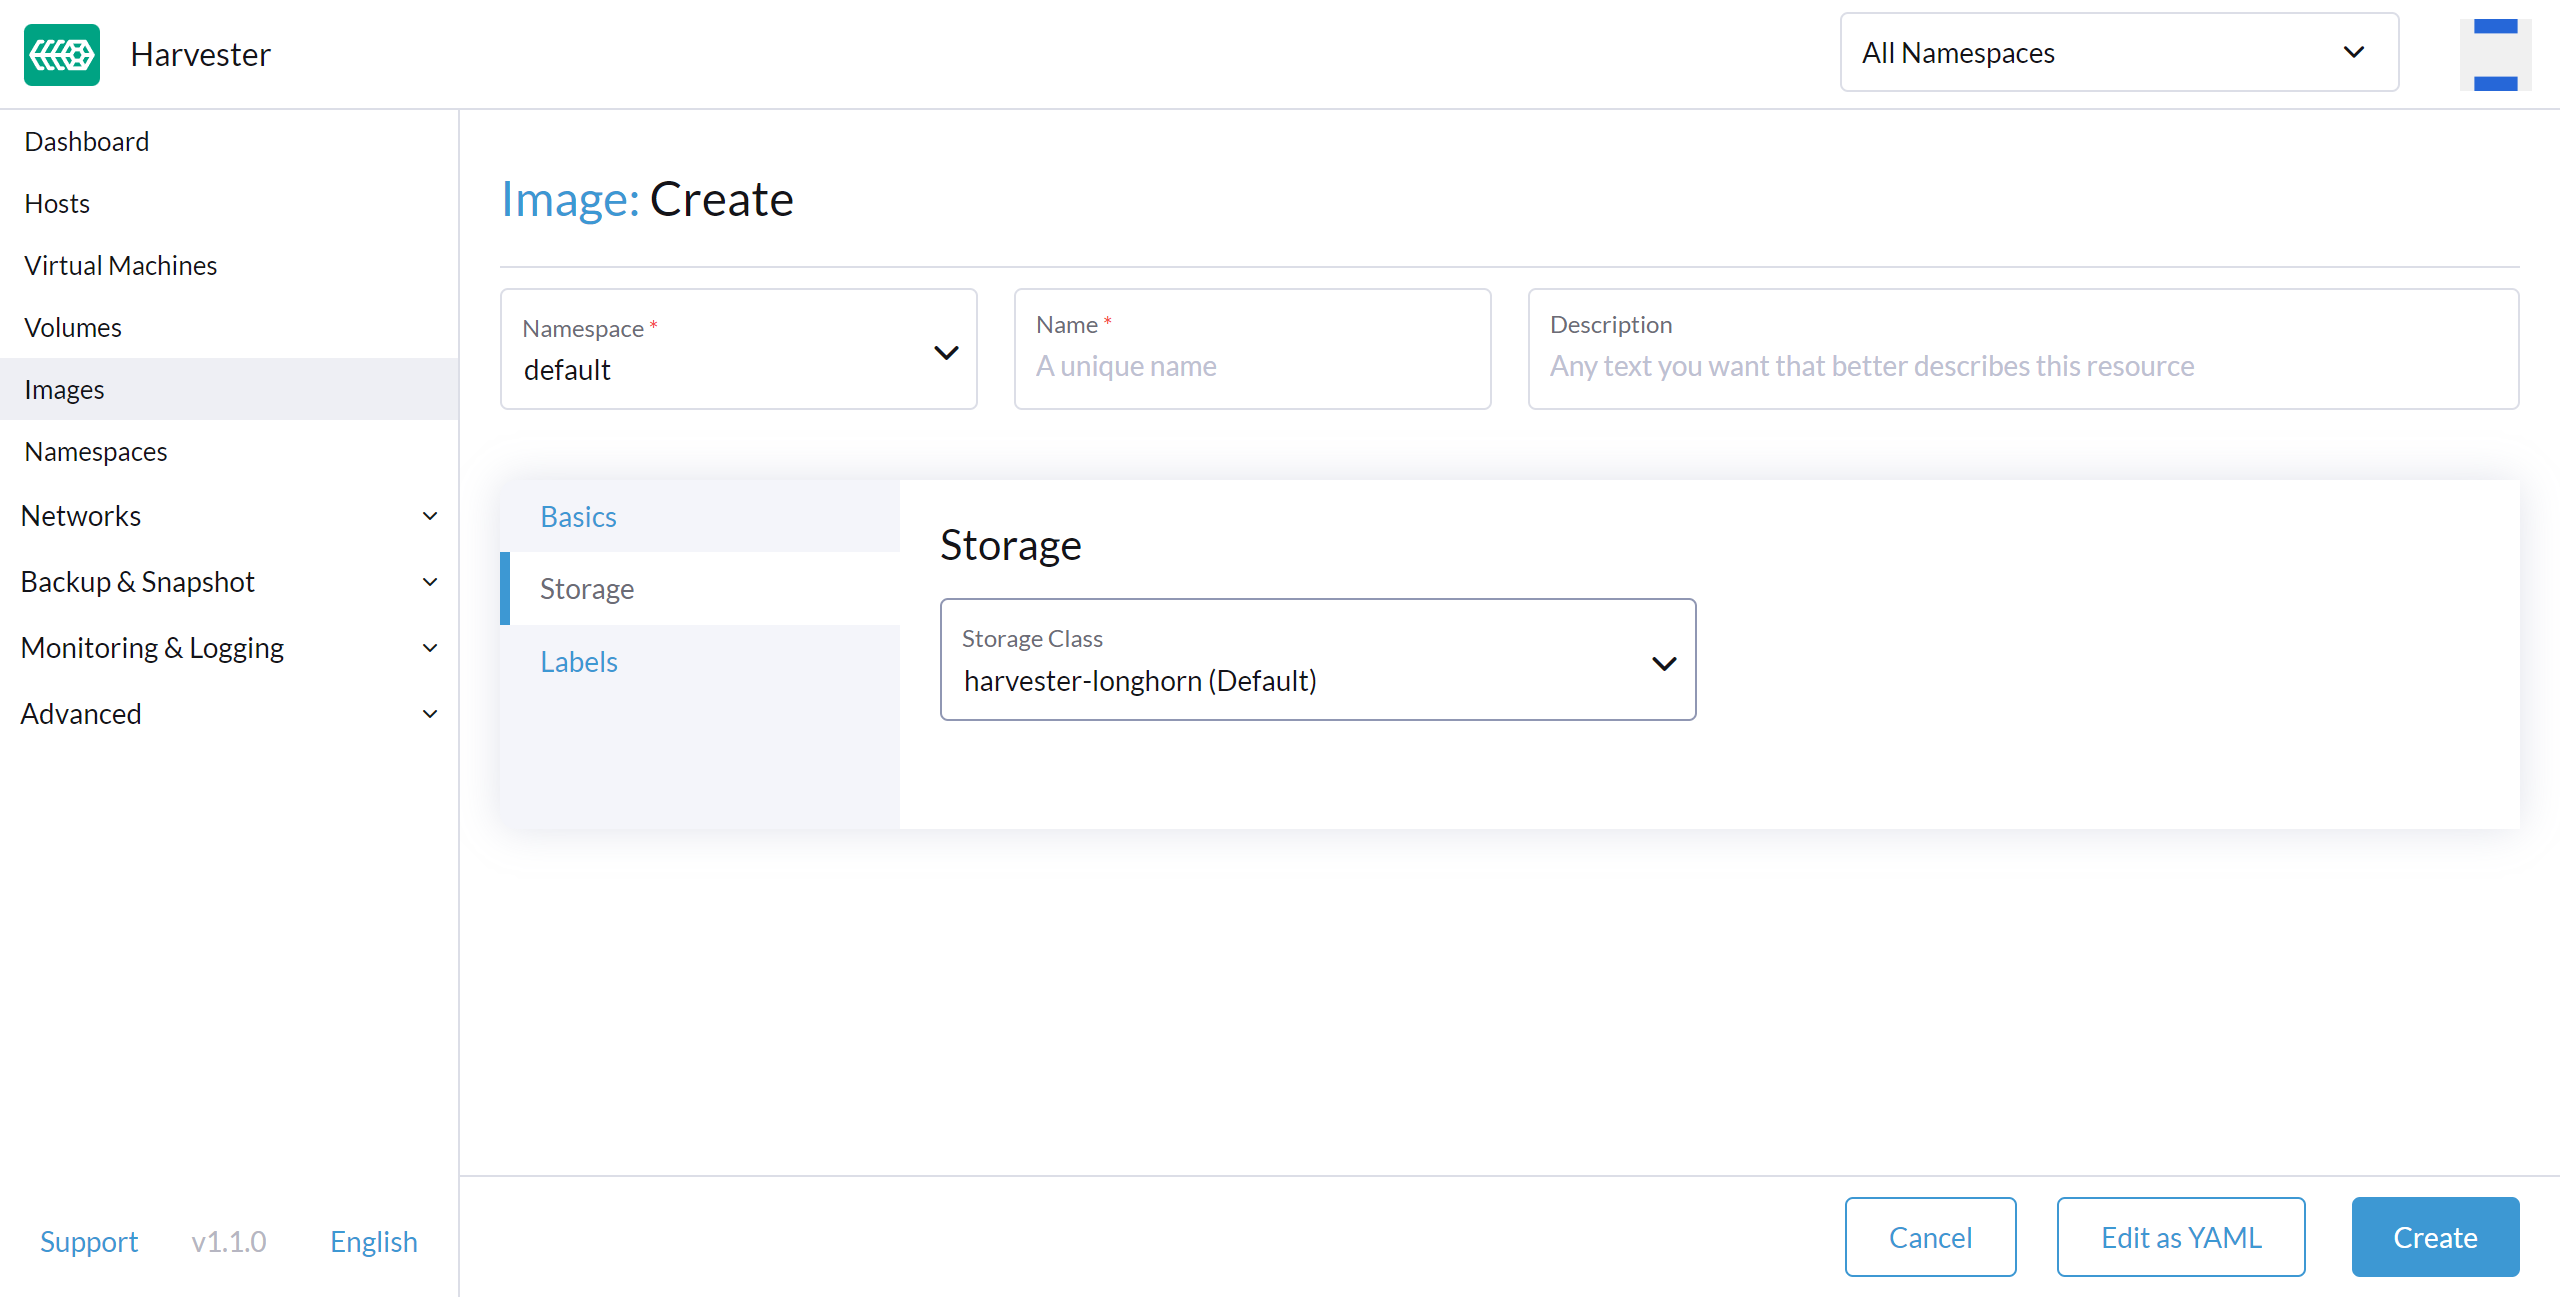 Harvester
All Namespaces
Dashboard
Hosts
Virtual Machines
Volumes
Images
Namespaces
Networks
Backup & Snapshot
Monitoring & Logging
Advanced
Support v1.1.0 English
Image: Create
Namespace *
default
Name *
A unique name
Description
Any text you want that better describes this resource
Basics
Storage
Labels
Storage
Storage Class
harvester-longhorn (Default)
Cancel
Edit as YAML
Create